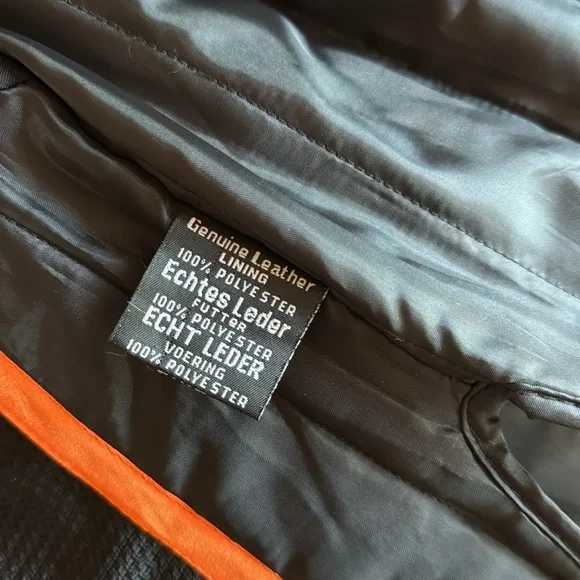 Genuine Leather
LINING
100% POLYESTER
Echtes Leder
FUTTER
100% POLYESTER
ECHT LEDER
VOERING
100% POLYESTER